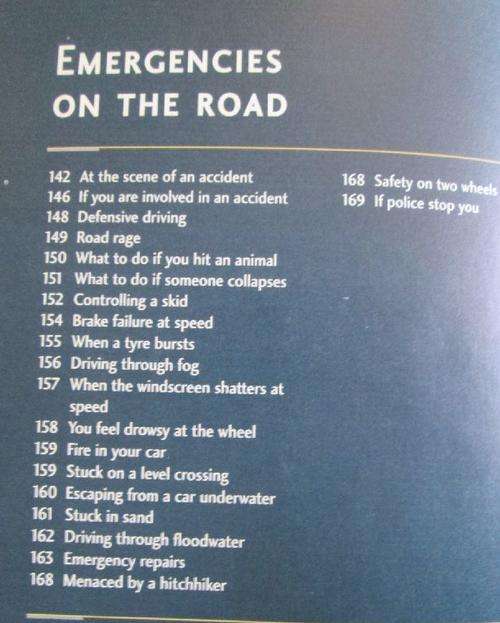 EMERGENCIES
ON THE ROAD
142 At the scene of an accident
146 If you are involved in an accident
148 Defensive driving
149 Road rage
150 What to do if you hit an animal
151 What to do if someone collapses
152 Controlling a skid
154 Brake failure at speed
155 When a tyre bursts
156 Driving through fog
157 When the windscreen shatters at
speed
158 You feel drowsy at the wheel
159 Fire in your car
159 Stuck on a level crossing
160 Escaping from a car underwater
161 Stuck in sand
162 Driving through floodwater
163 Emergency repairs
168 Menaced by a hitchhiker
168 Safety on two wheels
169 If police stop you